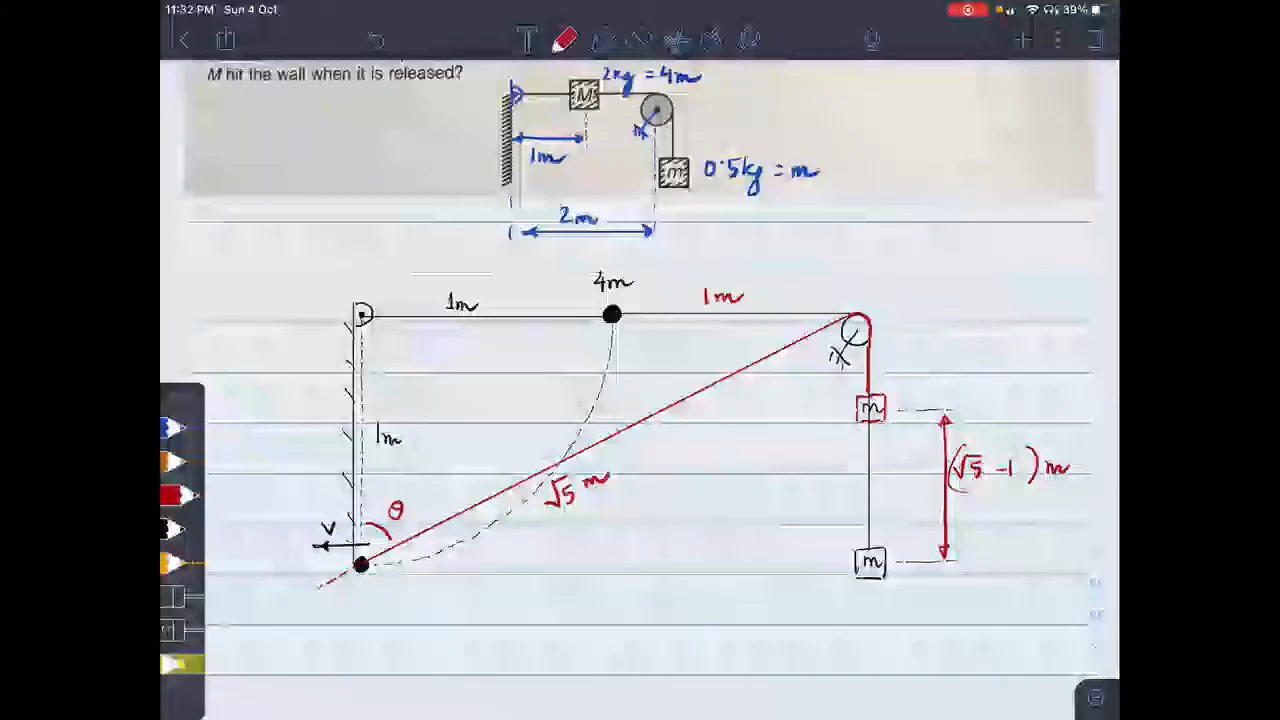 11:32 PM Sun 4 Oct
39%
M hit the wall when it is released?
2kg = 4m
M
1m
m
0.5kg = m
2m
4m
1m
1m
1m
m
(√5 -1) m
√5 m
θ
v
m